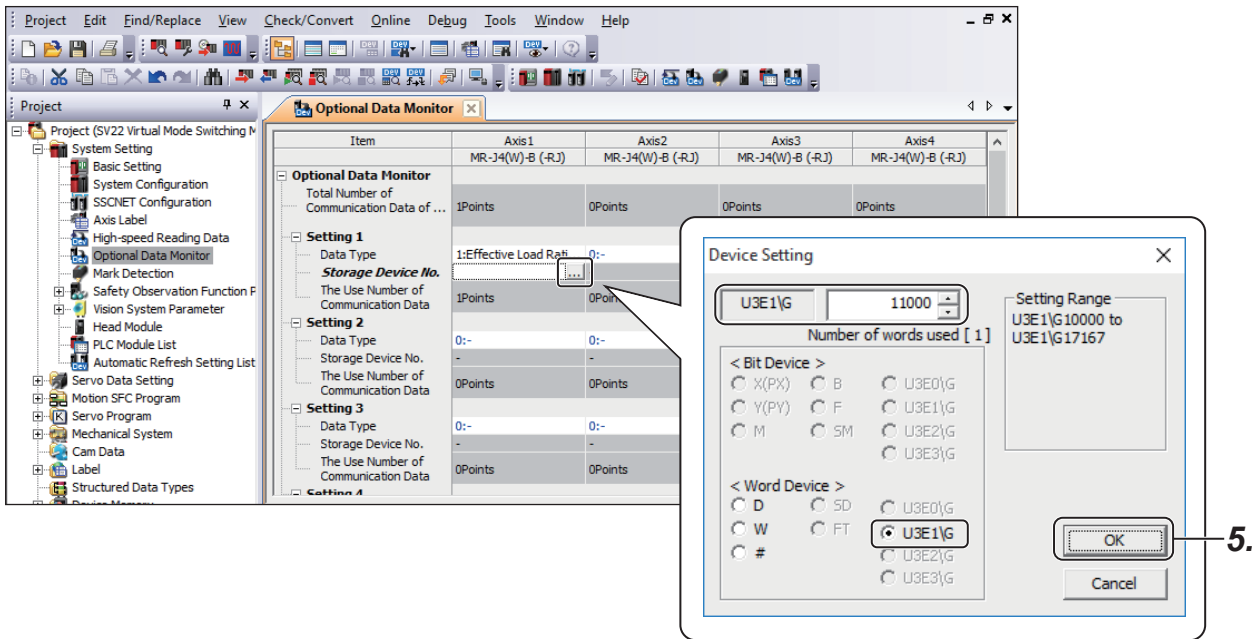 Project Edit Find/Replace View Check/Convert Online Debug Tools Window Help
Project
Optional Data Monitor
Project (SV22 Virtual Mode Switching M
System Setting
Basic Setting
System Configuration
SSCNET Configuration
Axis Label
High-speed Reading Data
Optional Data Monitor
Mark Detection
Safety Observation Function P
Vision System Parameter
Head Module
PLC Module List
Automatic Refresh Setting List
Servo Data Setting
Motion SFC Program
Servo Program
Mechanical System
Cam Data
Label
Structured Data Types
Device Memory
Item Axis1 Axis2 Axis3 Axis4
MR-J4(W)-B (-RJ) MR-J4(W)-B (-RJ) MR-J4(W)-B (-RJ) MR-J4(W)-B (-RJ)
Optional Data Monitor
Total Number of
Communication Data of ... 1Points 0Points 0Points 0Points
Setting 1
Data Type 1:Effective Load Rati... 0:-
Storage Device No. ...
The Use Number of
Communication Data 1Points 0Poin
Setting 2
Data Type 0:- 0:-
Storage Device No. - -
The Use Number of
Communication Data 0Points 0Points
Setting 3
Data Type 0:- 0:-
Storage Device No. - -
The Use Number of
Communication Data 0Points 0Points
Setting 4
Device Setting
U3E1\G 11000
Number of words used [ 1 ]
Setting Range
U3E1\G10000 to
U3E1\G17167
< Bit Device >
X(PX) B U3E0\G
Y(PY) F U3E1\G
M SM U3E2\G
U3E3\G
< Word Device >
D SD U3E0\G
W FT U3E1\G
# U3E2\G
U3E3\G
OK
Cancel
5.